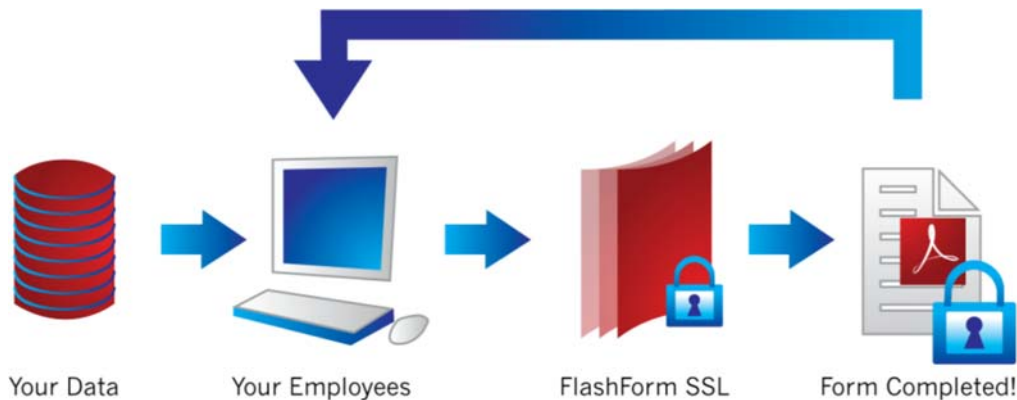 Your Data
Your Employees
FlashForm SSL
Form Completed!